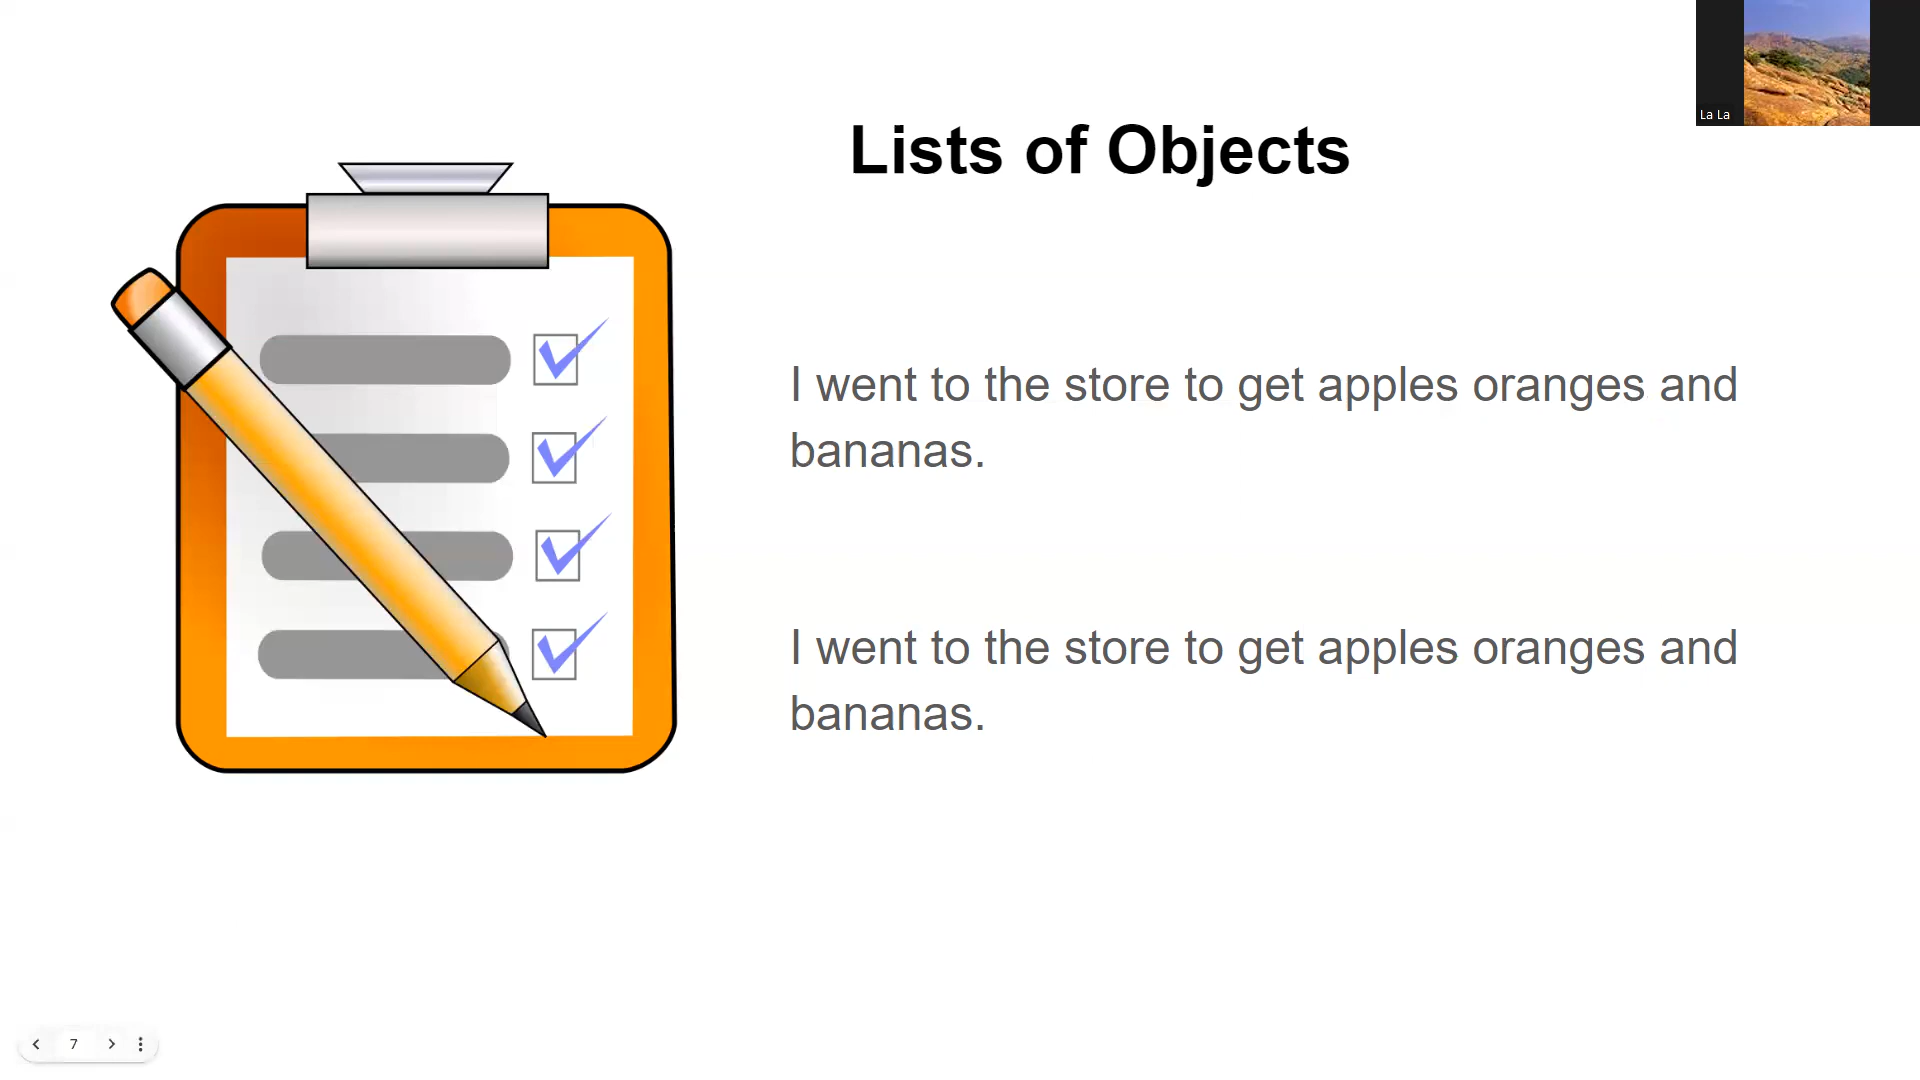 La La
Lists of Objects
I went to the store to get apples oranges and
bananas.
I went to the store to get apples oranges and
bananas.
7